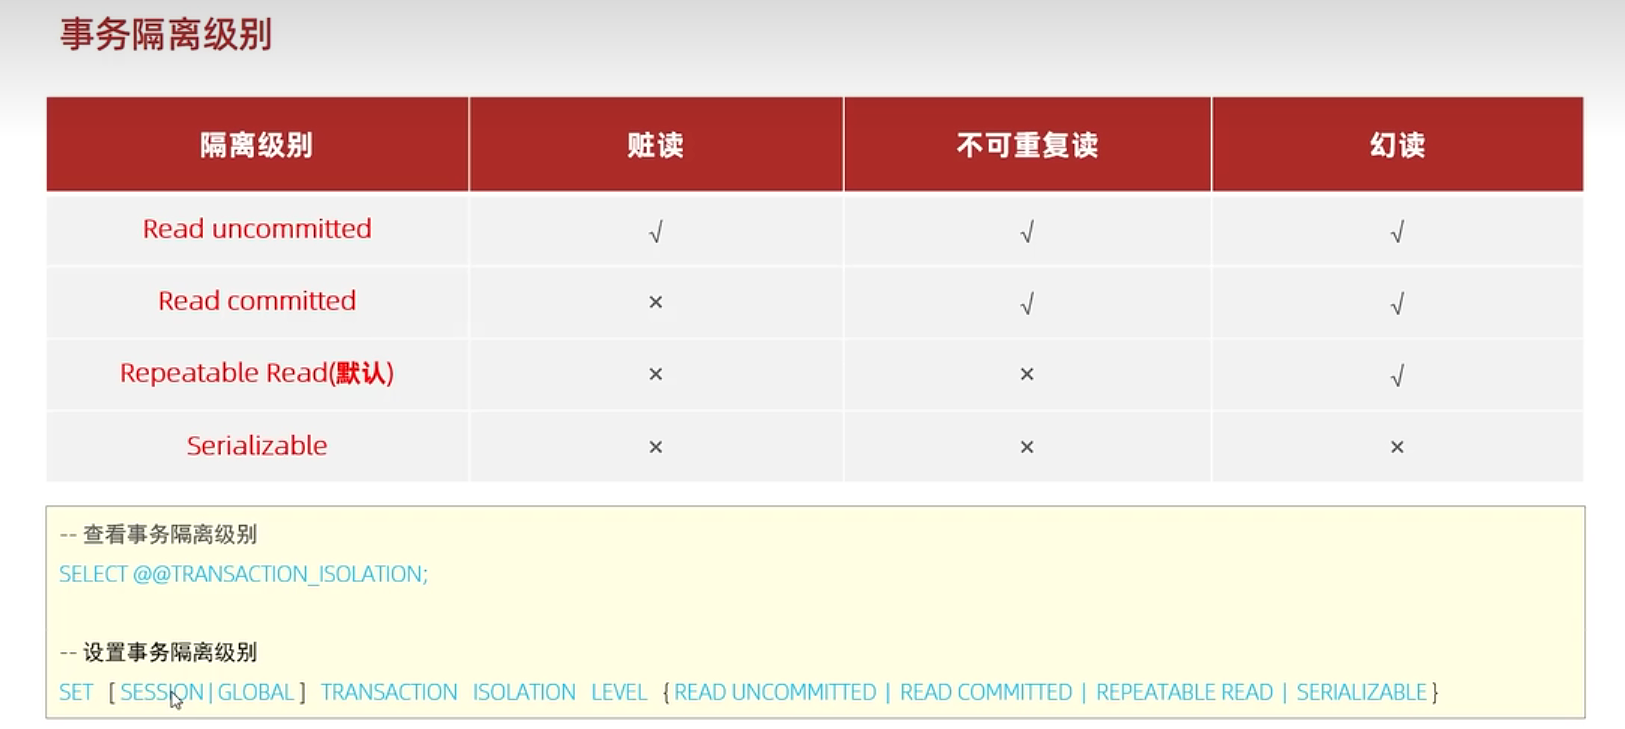 事务隔离级别
隔离级别 脏读 不可重复读 幻读
Read uncommitted √ √ √
Read committed × √ √
Repeatable Read(默认) × × √
Serializable × × ×
-- 查看事务隔离级别
SELECT @@TRANSACTION_ISOLATION;
-- 设置事务隔离级别
SET [ SESSION | GLOBAL ] TRANSACTION ISOLATION LEVEL { READ UNCOMMITTED | READ COMMITTED | REPEATABLE READ | SERIALIZABLE }